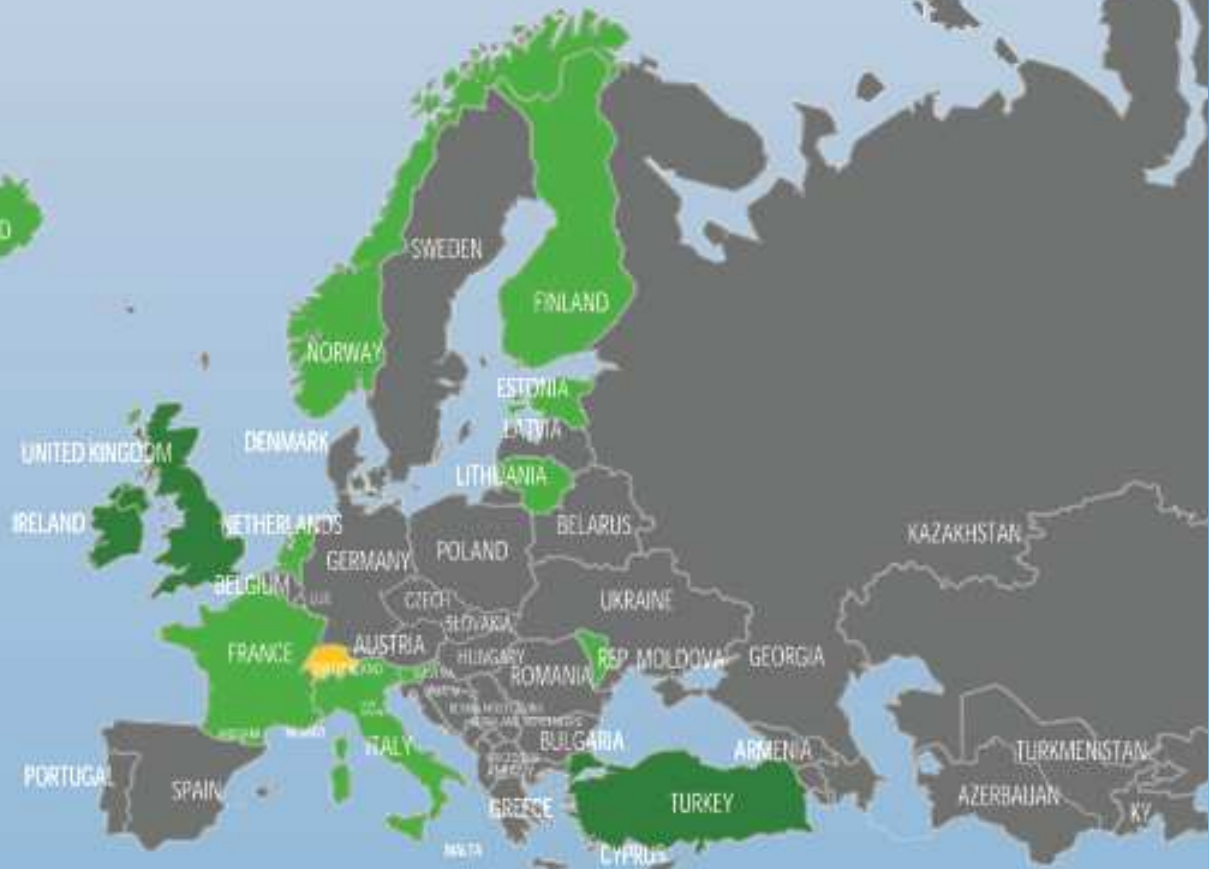 SWEDEN
FINLAND
NORWAY
ESTONIA
LATVIA
DENMARK
UNITED KINGDOM
LITHUANIA
IRELAND
NETHERLANDS
BELARUS
KAZAKHSTAN
GERMANY
POLAND
BELGIUM
LUX
CZECH
UKRAINE
SLOVAKIA
AUSTRIA
FRANCE
HUNGARY
REP. MOLDOVA
GEORGIA
ROMANIA
ITALY
BULGARIA
ARMENIA
TURKMENISTAN
PORTUGAL
SPAIN
GREECE
TURKEY
AZERBAIJAN
KY
MALTA
CYPRUS